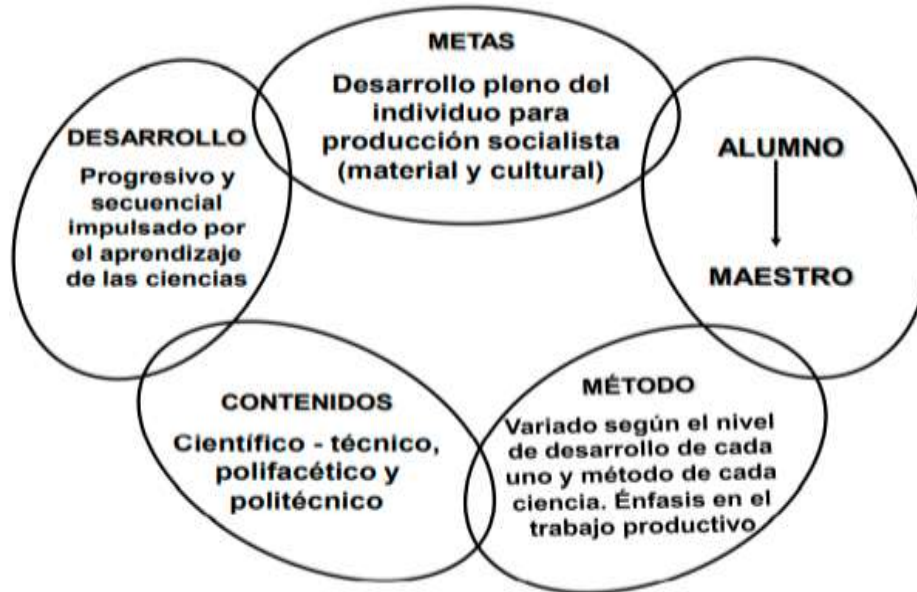 METAS
Desarrollo pleno del
individuo para
producción socialista
(material y cultural)
DESARROLLO
Progresivo y
secuencial
impulsado por
el aprendizaje
de las ciencias
ALUMNO
MAESTRO
CONTENIDOS
Científico - técnico,
polifacético y
politécnico
MÉTODO
Variado según el nivel
de desarrollo de cada
uno y método de cada
ciencia. Énfasis en el
trabajo productivo